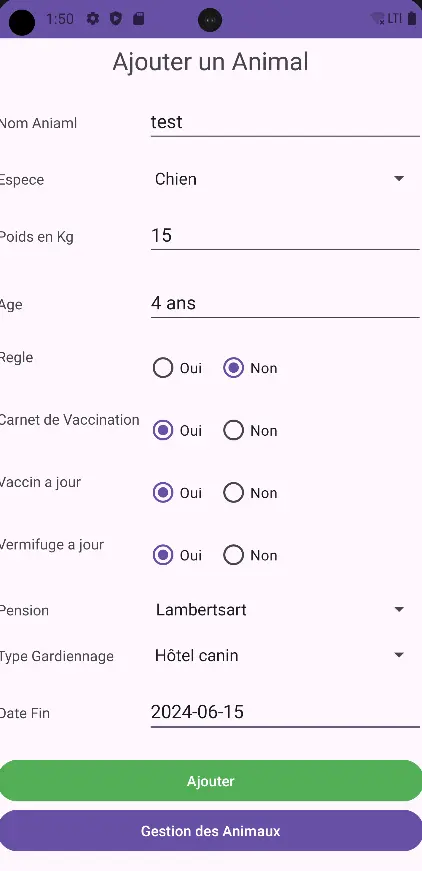 1:50 LTI
Ajouter un Animal
Nom Aniaml test
Espece Chien
Poids en Kg 15
Age 4 ans
Regle Oui Non
Carnet de Vaccination Oui Non
Vaccin a jour Oui Non
Vermifuge a jour Oui Non
Pension Lambertsart
Type Gardiennage Hôtel canin
Date Fin 2024-06-15
Ajouter
Gestion des Animaux